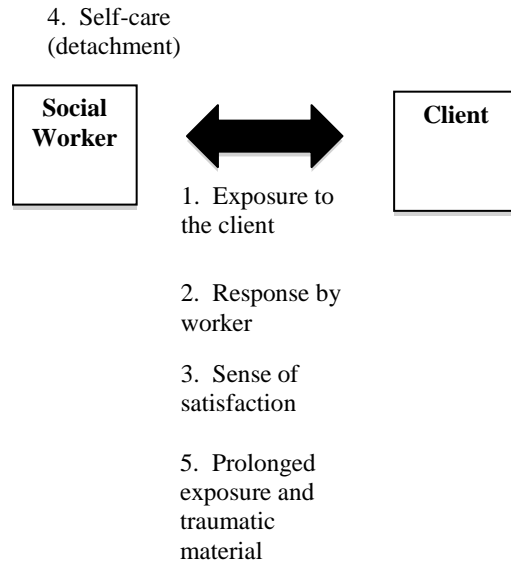 4. Self-care
(detachment)
Social
Worker
Client
1. Exposure to
the client
2. Response by
worker
3. Sense of
satisfaction
5. Prolonged
exposure and
traumatic
material